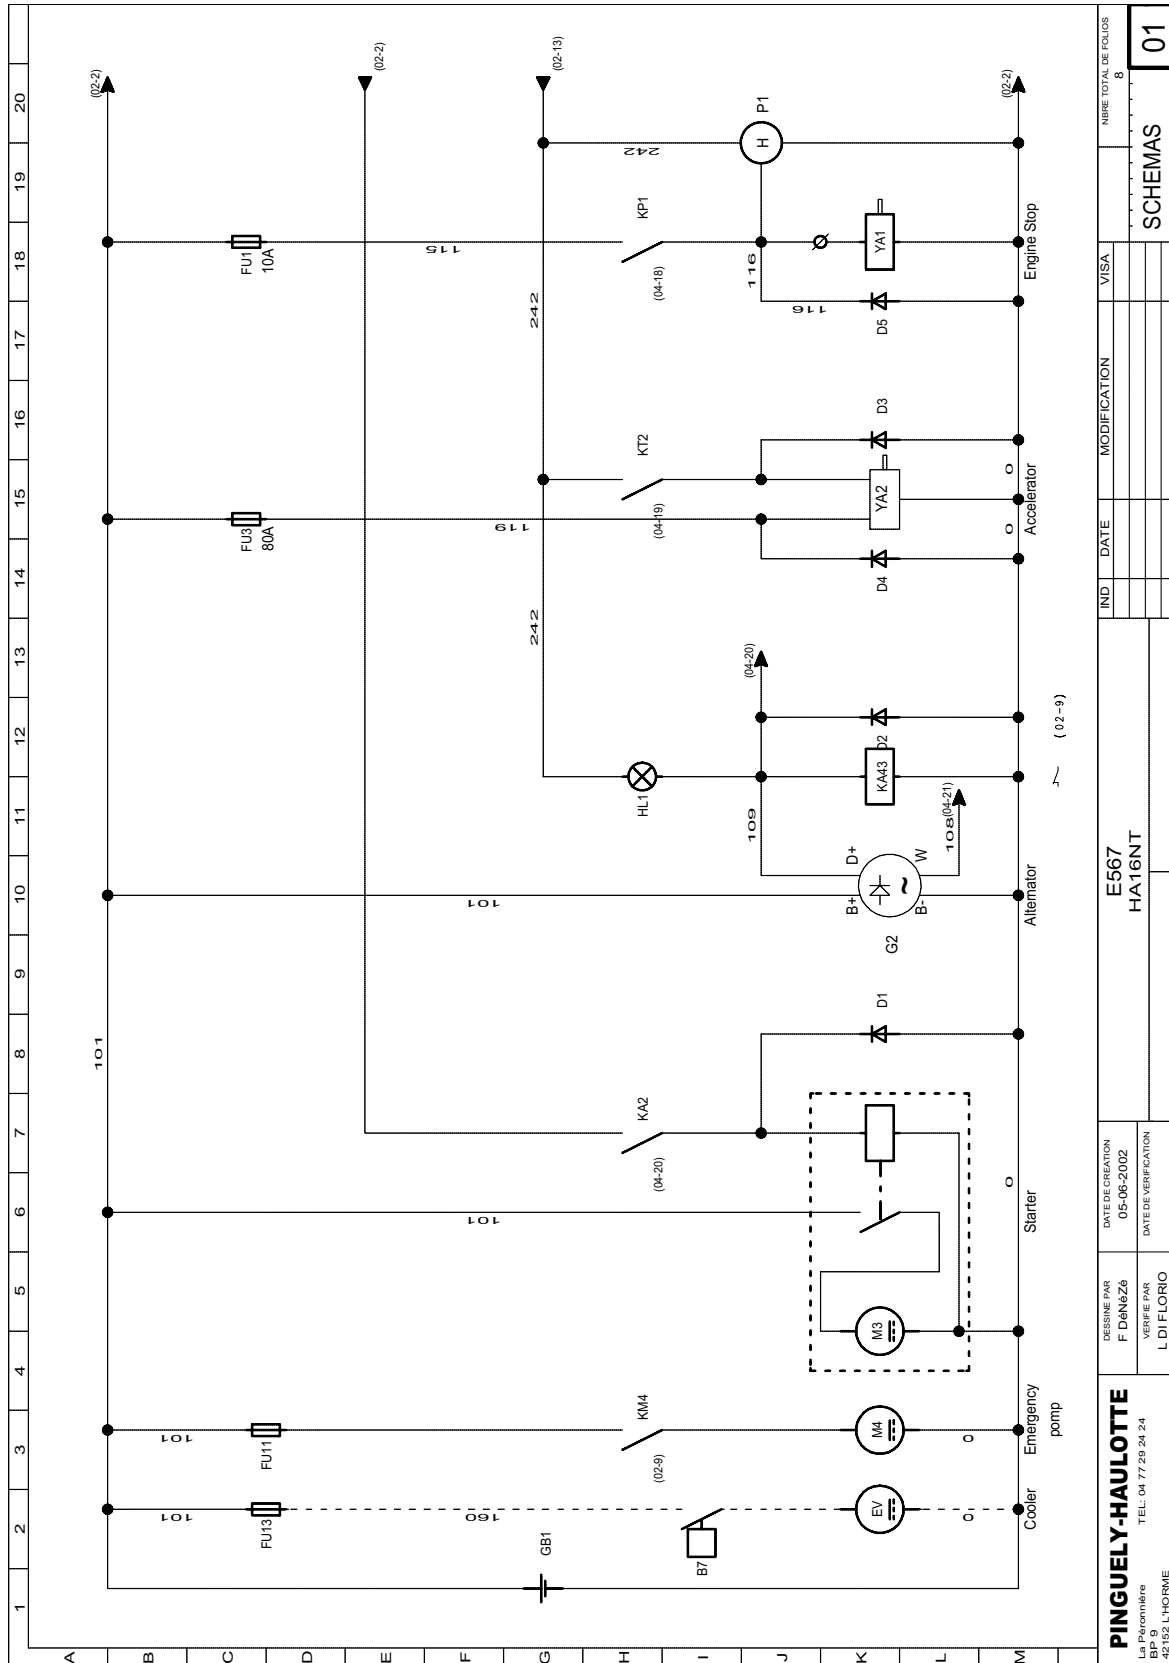 1 2 3 4 5 6 7 8 9 10 11 12 13 14 15 16 17 18 19 20
A
B
C
D
E
F
G
H
I
J
K
L
M
101
(02-2)
(02-2)
(02-13)
101
FU13
160
GB1
B7
EV
0
Cooler
101
FU11
KM4
(02-9)
M4
0
Emergency
pomp
101
KA2
(04-20)
M3
D1
0
Starter
101
B+
D+
B-
W
G2
108
(04-21)
Alternator
109
HL1
KA43
D2
(04-20)
(02-9)
242
242
FU3
80A
119
KT2
(04-19)
D4
YA2
D3
0
0
Accelerator
FU1
10A
115
KP1
(04-18)
242
116
116
D5
YA1
H
P1
Engine Stop
(02-2)
PINGUELY-HAULOTTE
La Péronnière
BP 9
42152 L'HORME
TEL: 04 77 29 24 24
DESSINE PAR
F DéNéZé
VERIFIE PAR
L DI FLORIO
DATE DE CREATION
05-06-2002
DATE DE VERIFICATION
E567
HA16NT
IND DATE MODIFICATION VISA
NBRE TOTAL DE FOLIOS
8
SCHEMAS
01